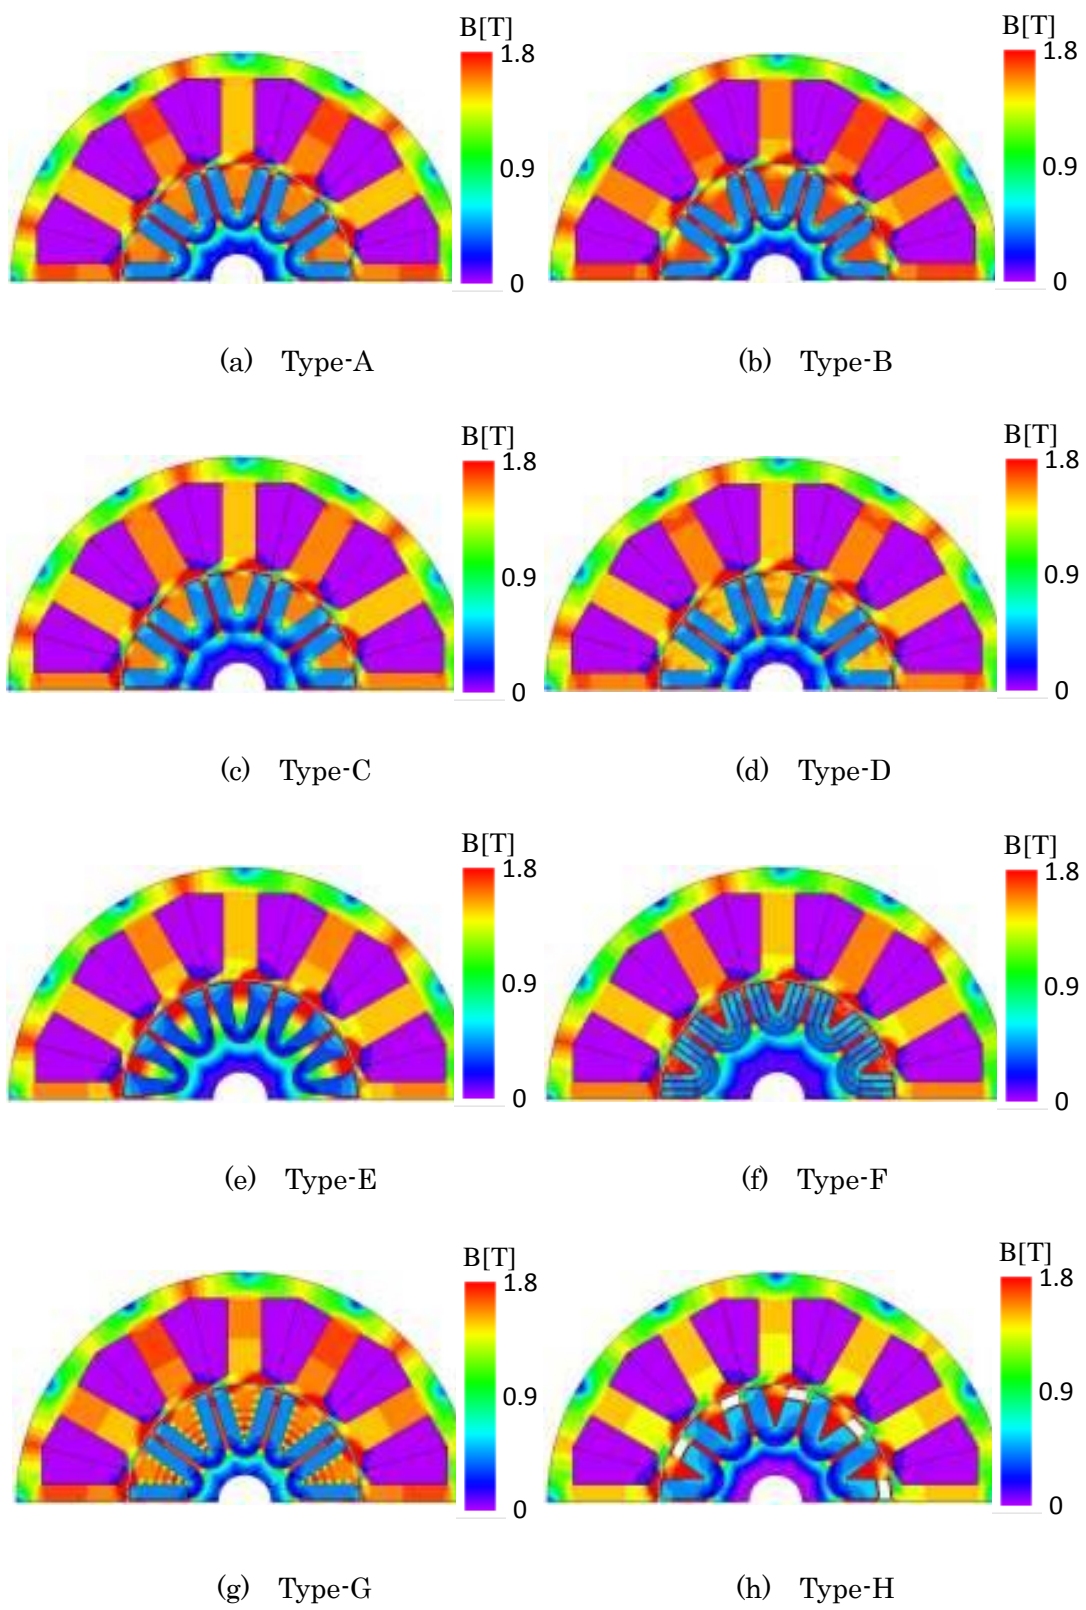 B[T] B[T]
1.8 1.8
0.9 0.9
0 0
(a) Type-A (b) Type-B
B[T] B[T]
1.8 1.8
0.9 0.9
0 0
(c) Type-C (d) Type-D
B[T] B[T]
1.8 1.8
0.9 0.9
0 0
(e) Type-E (f) Type-F
B[T] B[T]
1.8 1.8
0.9 0.9
0 0
(g) Type-G (h) Type-H